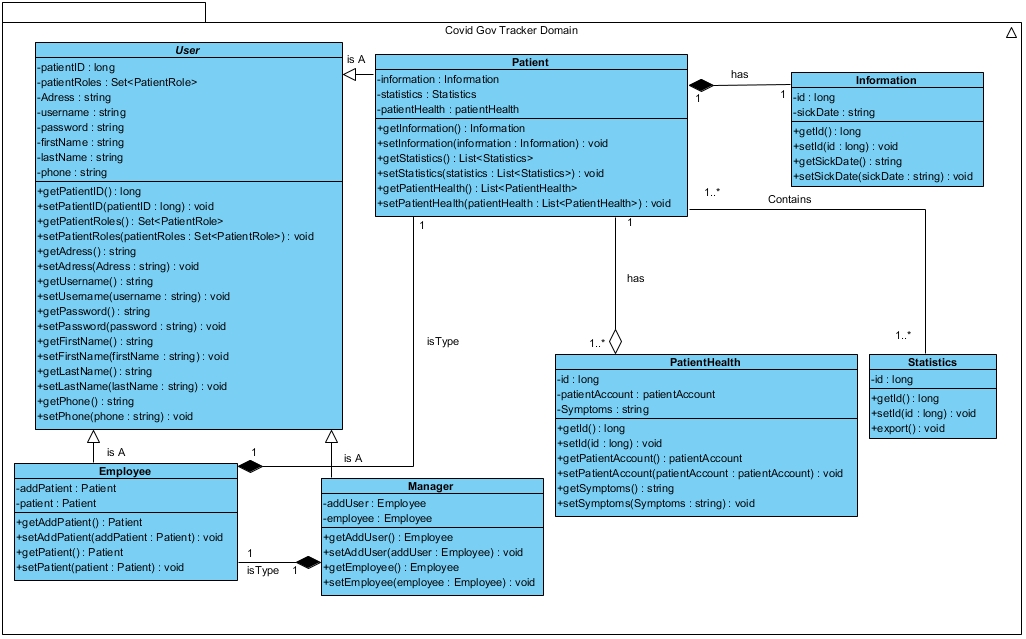 Covid Gov Tracker Domain
User
-patientID : long
-patientRoles : Set<PatientRole>
-Adress : string
-username : string
-password : string
-firstName : string
-lastName : string
-phone : string
+getPatientID() : long
+setPatientID(patientID : long) : void
+getPatientRoles() : Set<PatientRole>
+setPatientRoles(patientRoles : Set<PatientRole>) : void
+getAdress() : string
+setAdress(Adress : string) : void
+getUsername() : string
+setUsername(username : string) : void
+getPassword() : string
+setPassword(password : string) : void
+getFirstName() : string
+setFirstName(firstName : string) : void
+getLastName() : string
+setLastName(lastName : string) : void
+getPhone() : string
+setPhone(phone : string) : void
is A
Patient
-information : Information
-statistics : Statistics
-patientHealth : patientHealth
+getInformation() : Information
+setInformation(information : Information) : void
+getStatistics() : List<Statistics>
+setStatistics(statistics : List<Statistics>) : void
+getPatientHealth() : List<PatientHealth>
+setPatientHealth(patientHealth : List<PatientHealth>) : void
has
1
1
Information
-id : long
-sickDate : string
+getId() : long
+setId(id : long) : void
+getSickDate() : string
+setSickDate(sickDate : string) : void
1..*
Contains
1..*
1
1
has
1..*
isType
PatientHealth
-id : long
-patientAccount : patientAccount
-Symptoms : string
+getId() : long
+setId(id : long) : void
+getPatientAccount() : patientAccount
+setPatientAccount(patientAccount : patientAccount) : void
+getSymptoms() : string
+setSymptoms(Symptoms : string) : void
Statistics
-id : long
+getId() : long
+setId(id : long) : void
+export() : void
is A
1
is A
Employee
-addPatient : Patient
-patient : Patient
+getAddPatient() : Patient
+setAddPatient(addPatient : Patient) : void
+getPatient() : Patient
+setPatient(patient : Patient) : void
1
isType
1
Manager
-addUser : Employee
-employee : Employee
+getAddUser() : Employee
+setAddUser(addUser : Employee) : void
+getEmployee() : Employee
+setEmployee(employee : Employee) : void